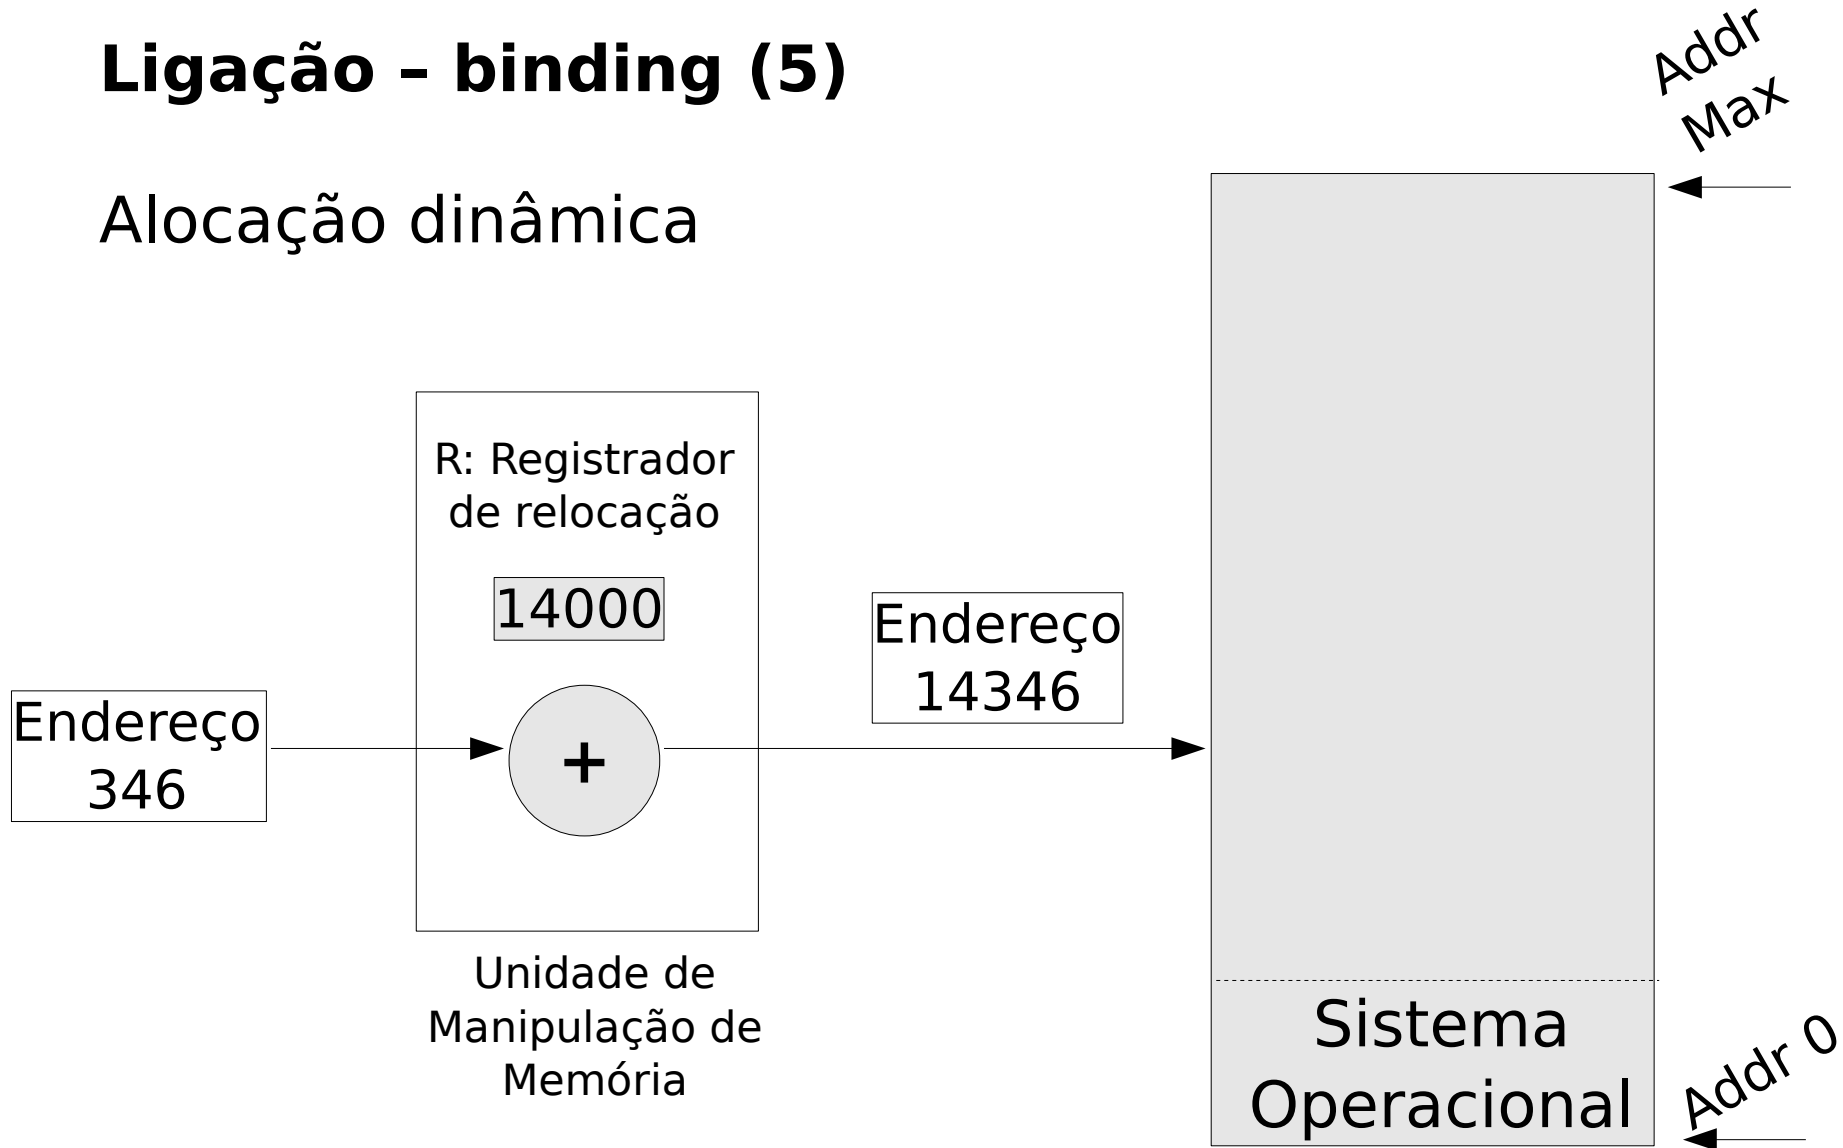 Ligação – binding (5)
Addr
Max
Alocação dinâmica
R: Registrador
de relocação
14000
Endereço
14346
Endereço
346
+
Unidade de
Manipulação de
Memória
Sistema
Operacional
Addr 0